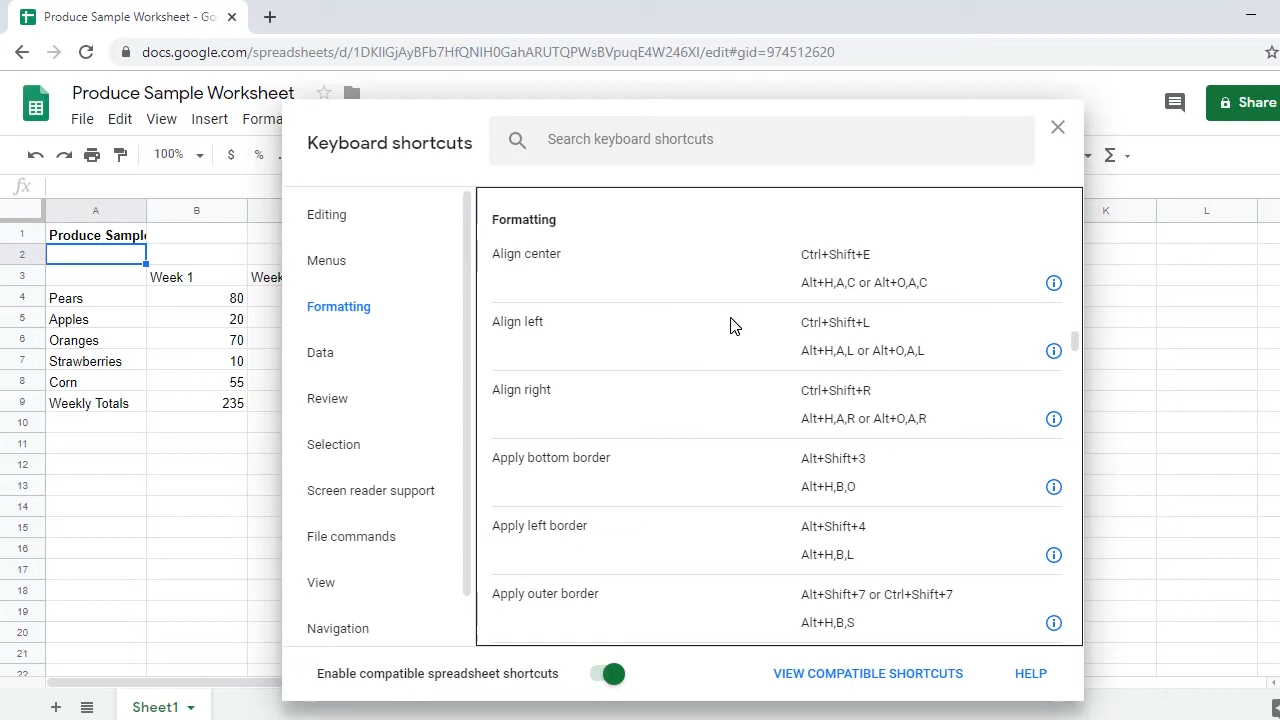 Produce Sample Worksheet - Go
docs.google.com/spreadsheets/d/1DKIlGjAyBFb7HfQNIH0GahARUTQPWsBVpuqE4W246XI/edit#gid=974512620
Produce Sample Worksheet
File Edit View Insert Forma
Share
100% $ % .
Σ
fx
A B K L
1 Produce Sample
2
3 Week 1 Week
4 Pears 80
5 Apples 20
6 Oranges 70
7 Strawberries 10
8 Corn 55
9 Weekly Totals 235
10
11
12
13
14
15
16
17
18
19
20
21
22
Keyboard shortcuts
Search keyboard shortcuts
Editing
Menus
Formatting
Data
Review
Selection
Screen reader support
File commands
View
Navigation
Formatting
Align center Ctrl+Shift+E
Alt+H,A,C or Alt+O,A,C
Align left Ctrl+Shift+L
Alt+H,A,L or Alt+O,A,L
Align right Ctrl+Shift+R
Alt+H,A,R or Alt+O,A,R
Apply bottom border Alt+Shift+3
Alt+H,B,O
Apply left border Alt+Shift+4
Alt+H,B,L
Apply outer border Alt+Shift+7 or Ctrl+Shift+7
Alt+H,B,S
Enable compatible spreadsheet shortcuts
VIEW COMPATIBLE SHORTCUTS HELP
Sheet1